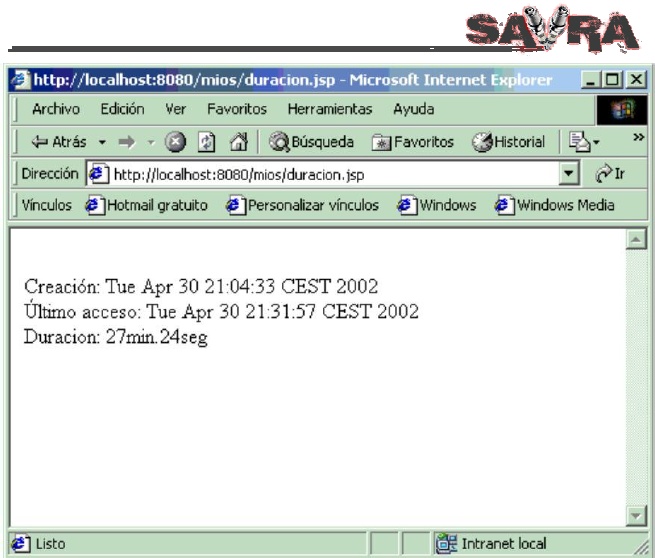 SAVRA
http://localhost:8080/mios/duracion.jsp - Microsoft Internet Explorer
Archivo Edición Ver Favoritos Herramientas Ayuda
Atrás Búsqueda Favoritos Historial »
Dirección http://localhost:8080/mios/duracion.jsp Ir
Vínculos Hotmail gratuito Personalizar vínculos Windows Windows Media
Creación: Tue Apr 30 21:04:33 CEST 2002
Último acceso: Tue Apr 30 21:31:57 CEST 2002
Duracion: 27min.24seg
Listo Intranet local